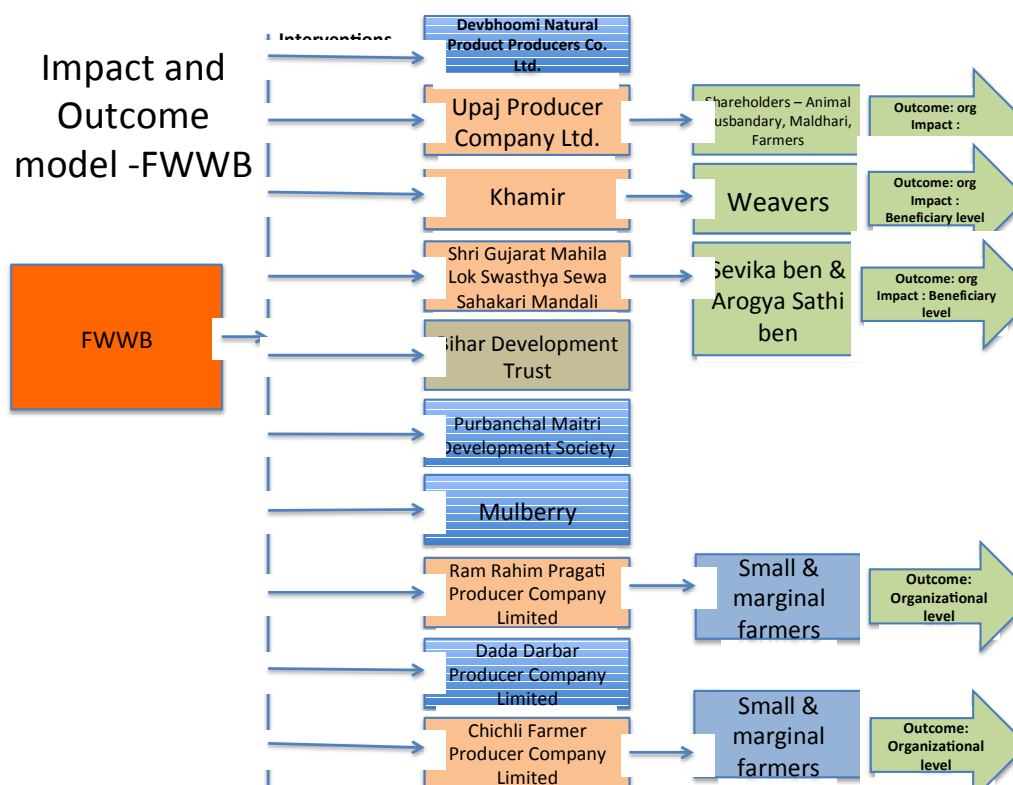 Impact and
Outcome
model -FWWB
FWWB
Interventions
Devbhoomi Natural
Product Producers Co.
Ltd.
Upaj Producer
Company Ltd.
Shareholders – Animal
usbandary, Maldhari,
Farmers
Outcome: org
Impact :
Khamir
Weavers
Outcome: org
Impact :
Beneficiary level
Shri Gujarat Mahila
Lok Swasthya Sewa
Sahakari Mandali
Sevika ben &
Arogya Sathi
ben
Outcome: org
Impact : Beneficiary
level
Bihar Development
Trust
Purbanchal Maitri
Development Society
Mulberry
Ram Rahim Pragati
Producer Company
Limited
Small &
marginal
farmers
Outcome:
Organizational
level
Dada Darbar
Producer Company
Limited
Chichli Farmer
Producer Company
Limited
Small &
marginal
farmers
Outcome:
Organizational
level